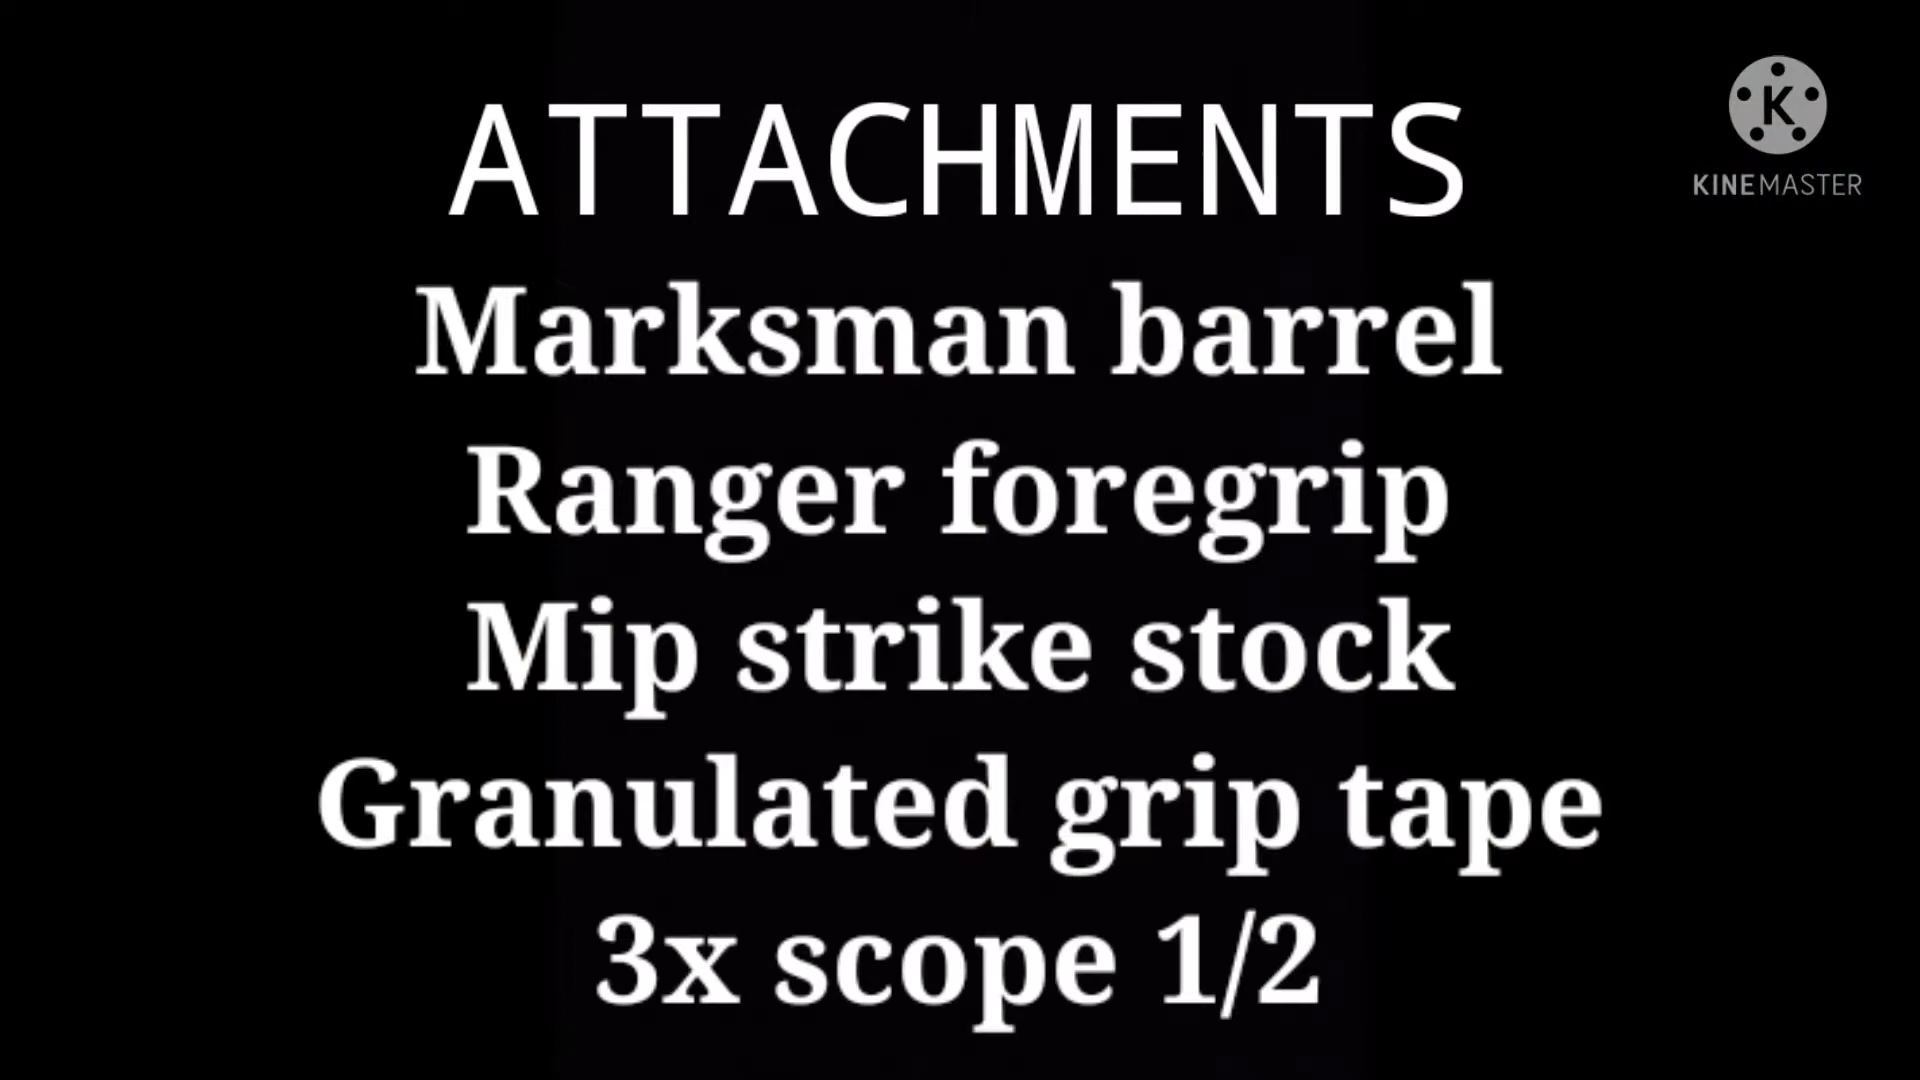 ATTACHMENTS
K
KINEMASTER
Marksman barrel
Ranger foregrip
Mip strike stock
Granulated grip tape
3x scope 1/2